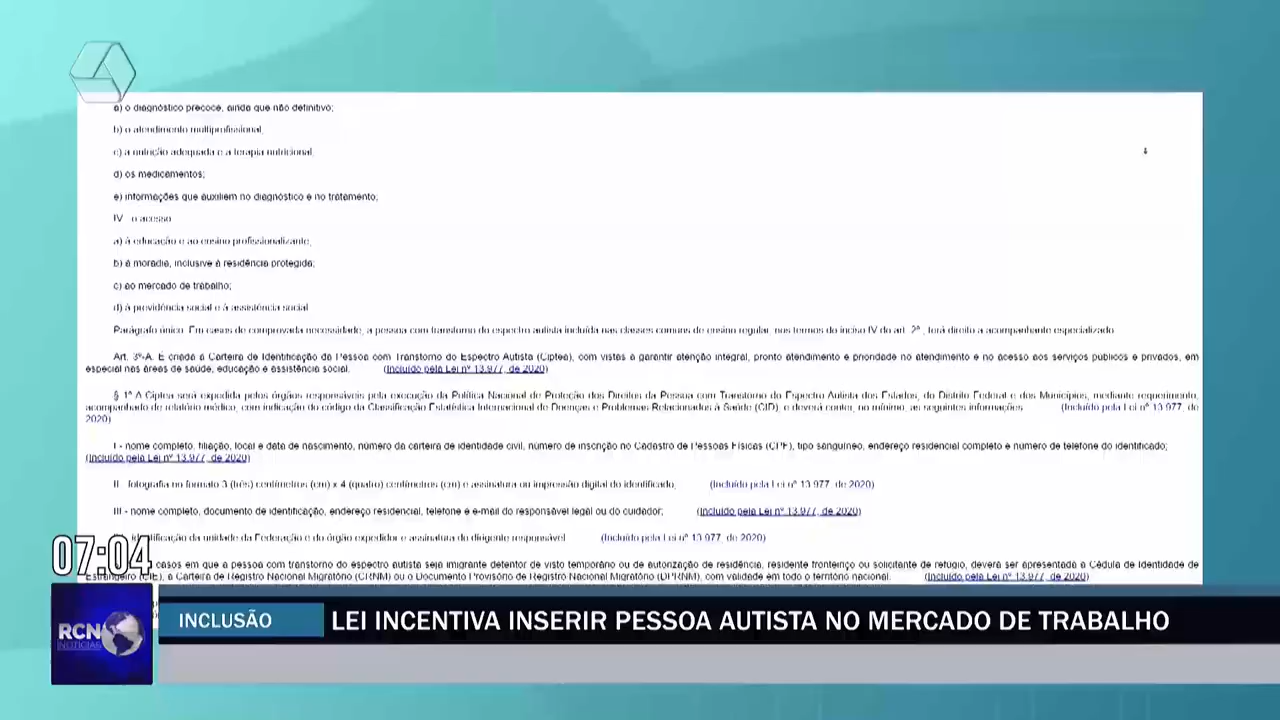 a) o diagnóstico precoce, ainda que não definitivo;
b) o atendimento multiprofissional;
c) a nutrição adequada e a terapia nutricional;
d) os medicamentos;
e) informações que auxiliem no diagnóstico e no tratamento;
IV - o acesso:
a) à educação e ao ensino profissionalizante;
b) à moradia, inclusive à residência protegida;
c) ao mercado de trabalho;
d) à previdência social e à assistência social.
Parágrafo único. Em casos de comprovada necessidade, a pessoa com transtorno do espectro autista incluída nas classes comuns de ensino regular, nos termos do inciso IV do art. 2º, terá direito a acompanhante especializado.
Art. 3º-A. É criada a Carteira de Identificação da Pessoa com Transtorno do Espectro Autista (Ciptea), com vistas a garantir atenção integral, pronto atendimento e prioridade no atendimento e no acesso aos serviços públicos e privados, em
especial nas áreas de saúde, educação e assistência social. (Incluído pela Lei nº 13.977, de 2020)
§ 1º A Ciptea será expedida pelos órgãos responsáveis pela execução da Política Nacional de Proteção dos Direitos da Pessoa com Transtorno do Espectro Autista dos Estados, do Distrito Federal e dos Municípios, mediante requerimento,
acompanhado de relatório médico, com indicação do código da Classificação Estatística Internacional de Doenças e Problemas Relacionados à Saúde (CID), e deverá conter, no mínimo, as seguintes informações: (Incluído pela Lei nº 13.977, de
2020)
I - nome completo, filiação, local e data de nascimento, número da carteira de identidade civil, número de inscrição no Cadastro de Pessoas Físicas (CPF), tipo sanguíneo, endereço residencial completo e número de telefone do identificado;
(Incluído pela Lei nº 13.977, de 2020)
II - fotografia no formato 3 (três) centímetros (cm) x 4 (quatro) centímetros (cm) e assinatura ou impressão digital do identificado; (Incluído pela Lei nº 13.977, de 2020)
III - nome completo, documento de identificação, endereço residencial, telefone e e-mail do responsável legal ou do cuidador; (Incluído pela Lei nº 13.977, de 2020)
identificação da unidade da Federação e do órgão expedidor e assinatura do dirigente responsável. (Incluído pela Lei nº 13.977, de 2020)
casos em que a pessoa com transtorno do espectro autista seja imigrante detentor de visto temporário ou de autorização de residência, residente fronteiriço ou solicitante de refúgio, deverá ser apresentada a Cédula de Identidade de
Estrangeiro (CIE), a Carteira de Registro Nacional Migratório (CRNM) ou o Documento Provisório de Registro Nacional Migratório (DPRNM), com validade em todo o território nacional. (Incluído pela Lei nº 13.977, de 2020)
07:04
RCN
NOTÍCIAS
INCLUSÃO
LEI INCENTIVA INSERIR PESSOA AUTISTA NO MERCADO DE TRABALHO